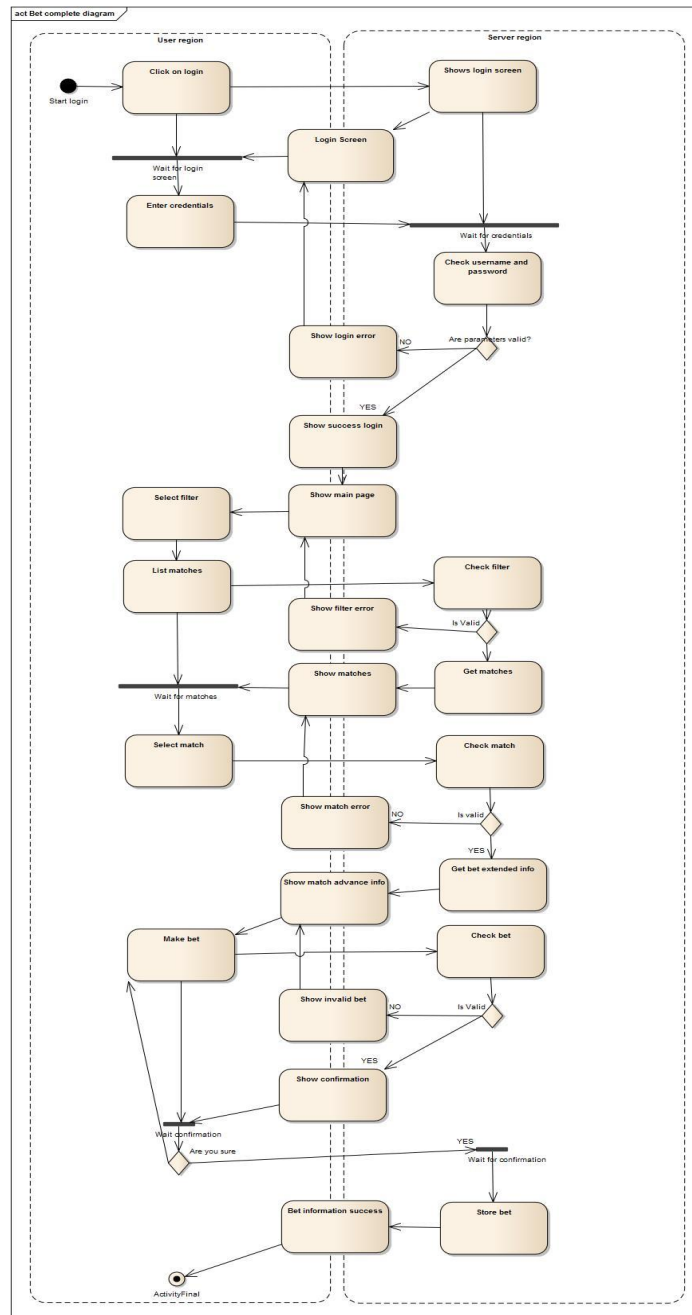 act Bet complete diagram
User region
Server region
Click on login
Shows login screen
Start login
Login Screen
Wait for login
screen
Enter credentials
Wait for credentials
Check username and
password
Show login error
NO
Are parameters valid?
YES
Show success login
Select filter
Show main page
List matches
Check filter
Show filter error
Is Valid
Show matches
Get matches
Wait for matches
Select match
Check match
Show match error
NO
Is valid
YES
Show match advance info
Get bet extended info
Make bet
Check bet
Show invalid bet
NO
Is Valid
YES
Show confirmation
Wait confirmation
YES
Are you sure
Wait for confirmation
Bet information success
Store bet
ActivityFinal